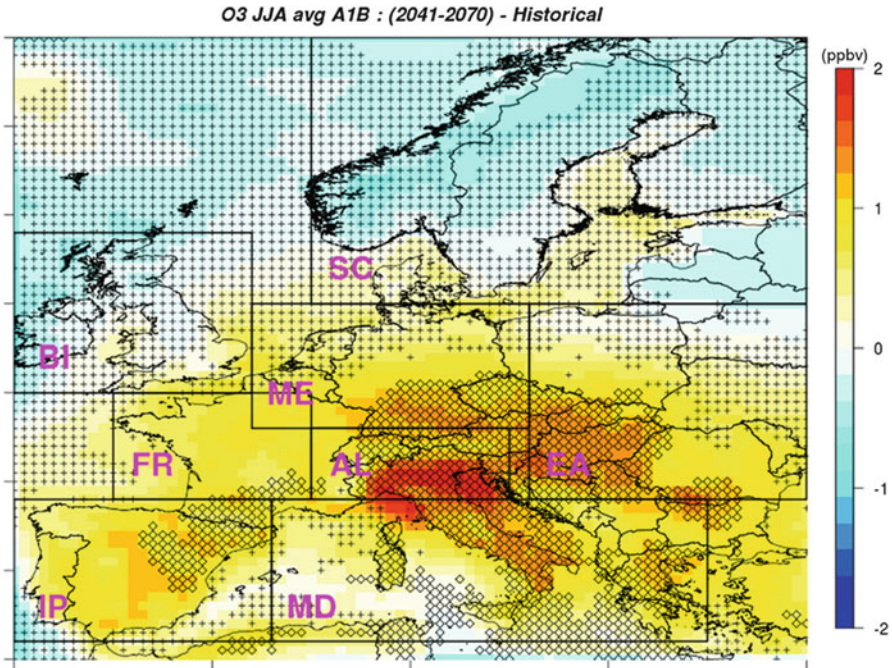 O3 JJA avg A1B : (2041-2070) - Historical
(ppbv)
2
1
0
-1
-2
SC
BI
ME
FR
AL
EA
IP
MD